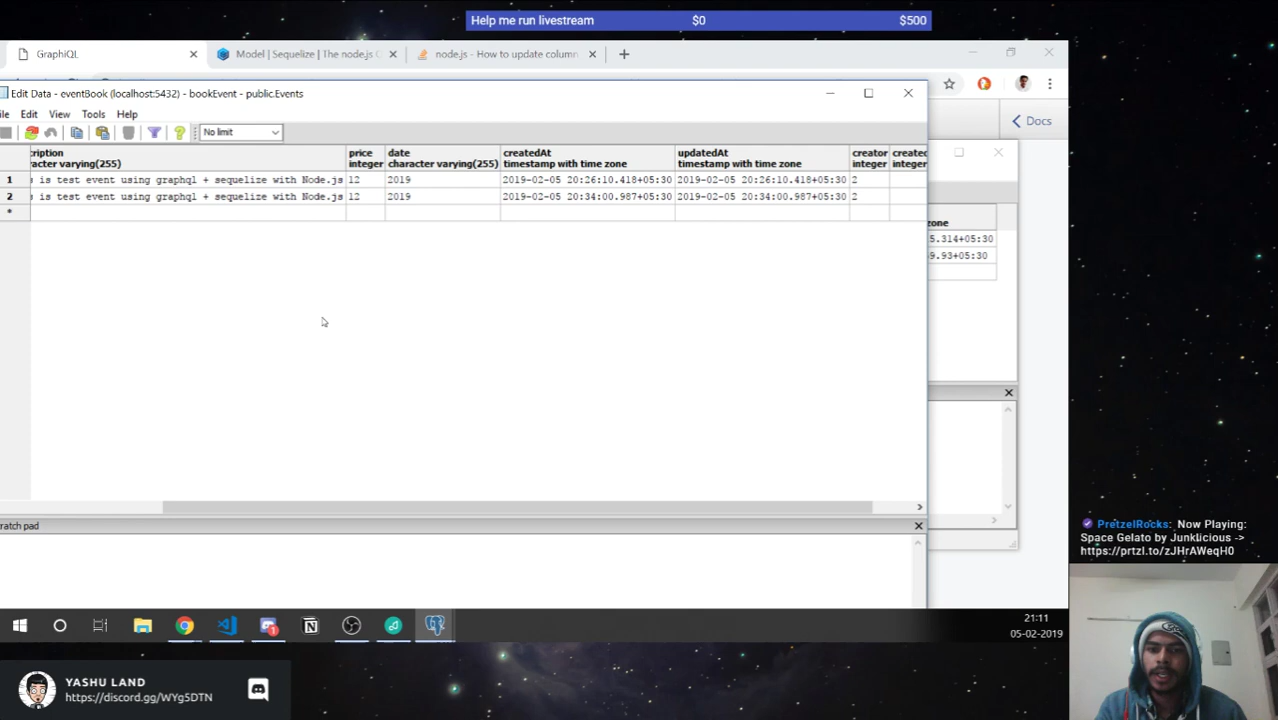 Help me run livestream $0 $500
GraphiQL
Model | Sequelize | The node.js
node.js - How to update column
Edit Data - eventBook (localhost:5432) - bookEvent - public.Events
ile Edit View Tools Help
No limit
Docs
ription price date createdAt updatedAt creator created
racter varying(255) integer character varying(255) timestamp with time zone timestamp with time zone integer integer
1 s is test event using graphql + sequelize with Node.js 12 2019 2019-02-05 20:26:10.418+05:30 2019-02-05 20:26:10.418+05:30 2
2 s is test event using graphql + sequelize with Node.js 12 2019 2019-02-05 20:34:00.987+05:30 2019-02-05 20:34:00.987+05:30 2
*
zone
5.314+05:30
9.93+05:30
ratch pad
PretzelRocks: Now Playing:
Space Gelato by Junklicious ->
https://prtzl.to/zJHrAWeqH0
21:11
05-02-2019
YASHU LAND
https://discord.gg/WYg5DTN